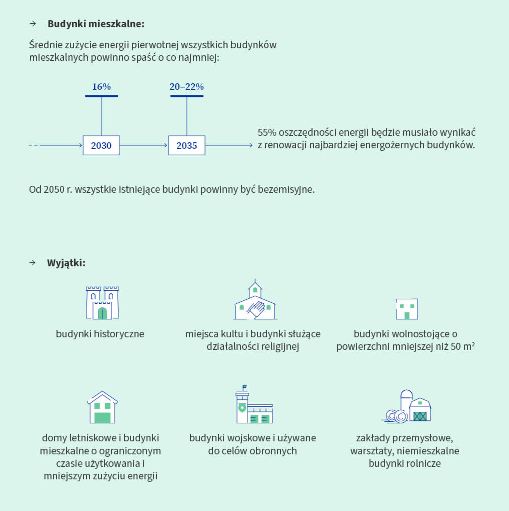 → Budynki mieszkalne:
Średnie zużycie energii pierwotnej wszystkich budynków
mieszkalnych powinno spaść o co najmniej:
16%
20–22%
2030
2035
55% oszczędności energii będzie musiało wynikać
z renowacji najbardziej energożernych budynków.
Od 2050 r. wszystkie istniejące budynki powinny być bezemisyjne.
→ Wyjątki:
budynki historyczne
miejsca kultu i budynki służące
działalności religijnej
budynki wolnostojące o
powierzchni mniejszej niż 50 m²
domy letniskowe i budynki
mieszkalne o ograniczonym
czasie użytkowania i
mniejszym zużyciu energii
budynki wojskowe i używane
do celów obronnych
zakłady przemysłowe,
warsztaty, niemieszkalne
budynki rolnicze